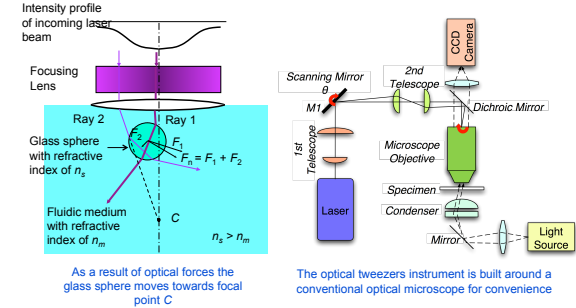 Intensity profile
of incoming laser
beam
Focusing
Lens
Ray 2
Ray 1
F2
F1
Fn = F1 + F2
Glass sphere
with refractive
index of ns
Fluidic medium
with refractive
index of nm
C
ns > nm
As a result of optical forces the
glass sphere moves towards focal
point C
Scanning Mirror
θ
M1
1st
Telescope
Laser
2nd
Telescope
CCD
Camera
Dichroic Mirror
Microscope
Objective
Specimen
Condenser
Mirror
Light
Source
The optical tweezers instrument is built around a
conventional optical microscope for convenience